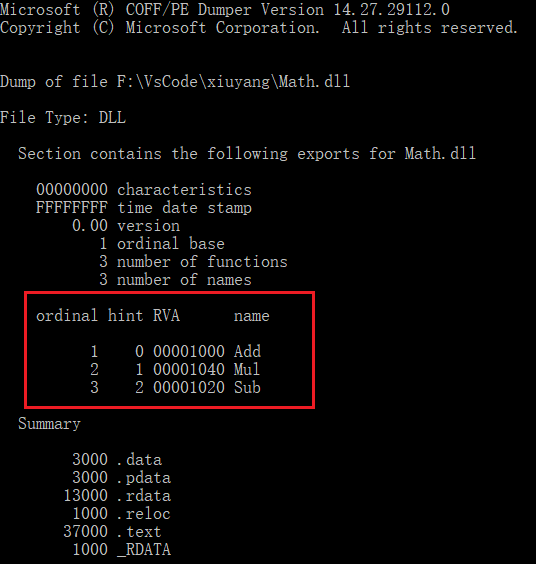 Microsoft (R) COFF/PE Dumper Version 14.27.29112.0
Copyright (C) Microsoft Corporation.  All rights reserved.
Dump of file F:\VsCode\xiuyang\Math.dll
File Type: DLL
Section contains the following exports for Math.dll
00000000 characteristics
FFFFFFFF time date stamp
0.00 version
1 ordinal base
3 number of functions
3 number of names
ordinal hint RVA      name
1    0 00001000 Add
2    1 00001040 Mul
3    2 00001020 Sub
Summary
3000 .data
3000 .pdata
13000 .rdata
1000 .reloc
37000 .text
1000 _RDATA